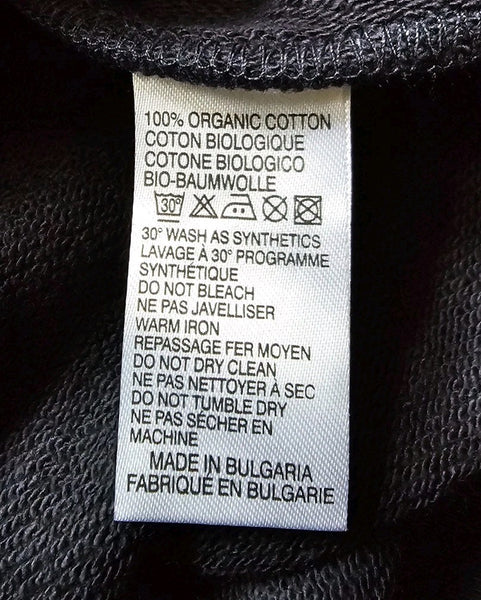 100% ORGANIC COTTON
COTON BIOLOGIQUE
COTONE BIOLOGICO
BIO-BAUMWOLLE
30°
30° WASH AS SYNTHETICS
LAVAGE À 30° PROGRAMME
SYNTHÉTIQUE
DO NOT BLEACH
NE PAS JAVELLISER
WARM IRON
REPASSAGE FER MOYEN
DO NOT DRY CLEAN
NE PAS NETTOYER À SEC
DO NOT TUMBLE DRY
NE PAS SÉCHER EN
MACHINE
MADE IN BULGARIA
FABRIQUE EN BULGARIE